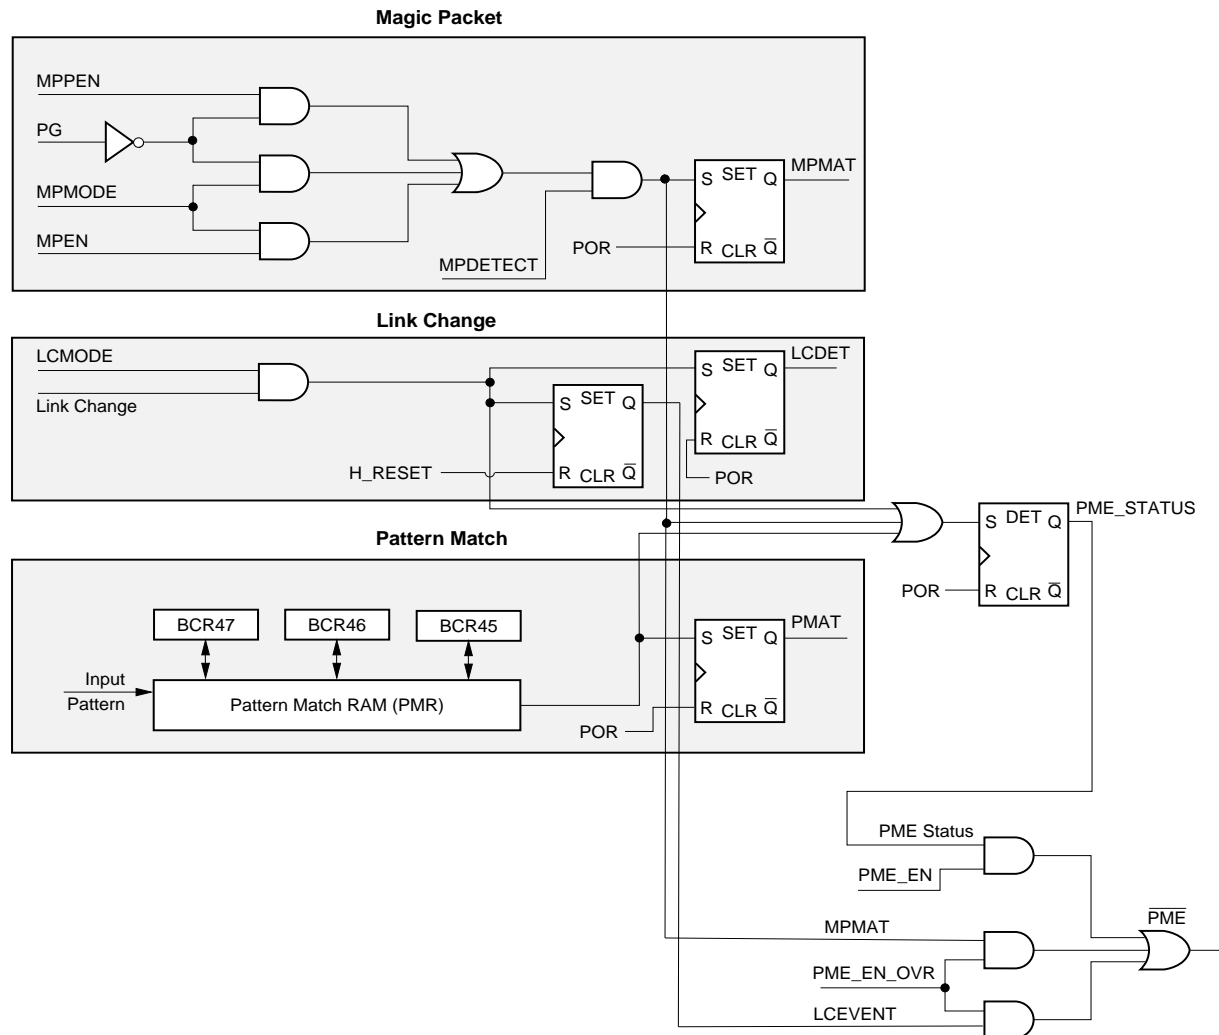 Magic Packet
MPPEN
PG
MPMODE
MPEN
MPDETECT
POR
S SET Q
R CLR Q̅
MPMAT
Link Change
LCMODE
Link Change
H_RESET
S SET Q
R CLR Q̅
S SET Q
R CLR Q̅
LCDET
POR
S DET Q
R CLR Q̅
PME_STATUS
POR
Pattern Match
BCR47
BCR46
BCR45
Input
Pattern
Pattern Match RAM (PMR)
POR
S SET Q
R CLR Q̅
PMAT
PME Status
PME_EN
MPMAT
PME_EN_OVR
LCEVENT
P̅M̅E̅